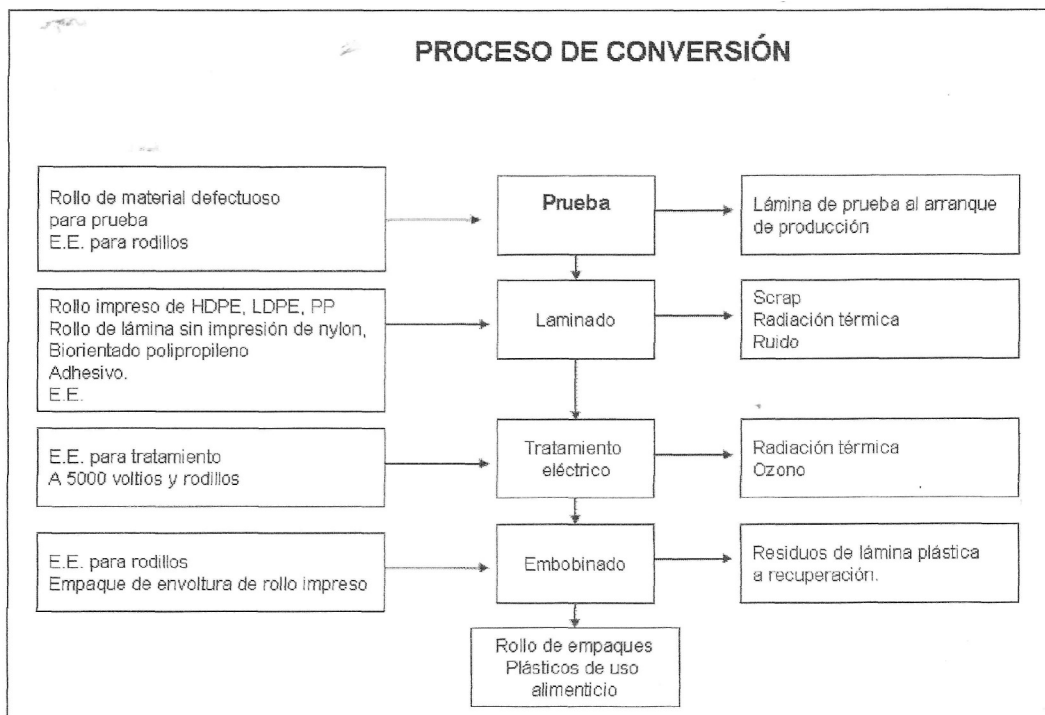 PROCESO DE CONVERSIÓN
Rollo de material defectuoso
para prueba
E.E. para rodillos
Prueba
Lámina de prueba al arranque
de producción
Rollo impreso de HDPE, LDPE, PP
Rollo de lámina sin impresión de nylon,
Biorientado polipropileno
Adhesivo.
E.E.
Laminado
Scrap
Radiación térmica
Ruido
E.E. para tratamiento
A 5000 voltios y rodillos
Tratamiento
eléctrico
Radiación térmica
Ozono
E.E. para rodillos
Empaque de envoltura de rollo impreso
Embobinado
Residuos de lámina plástica
a recuperación.
Rollo de empaques
Plásticos de uso
alimenticio